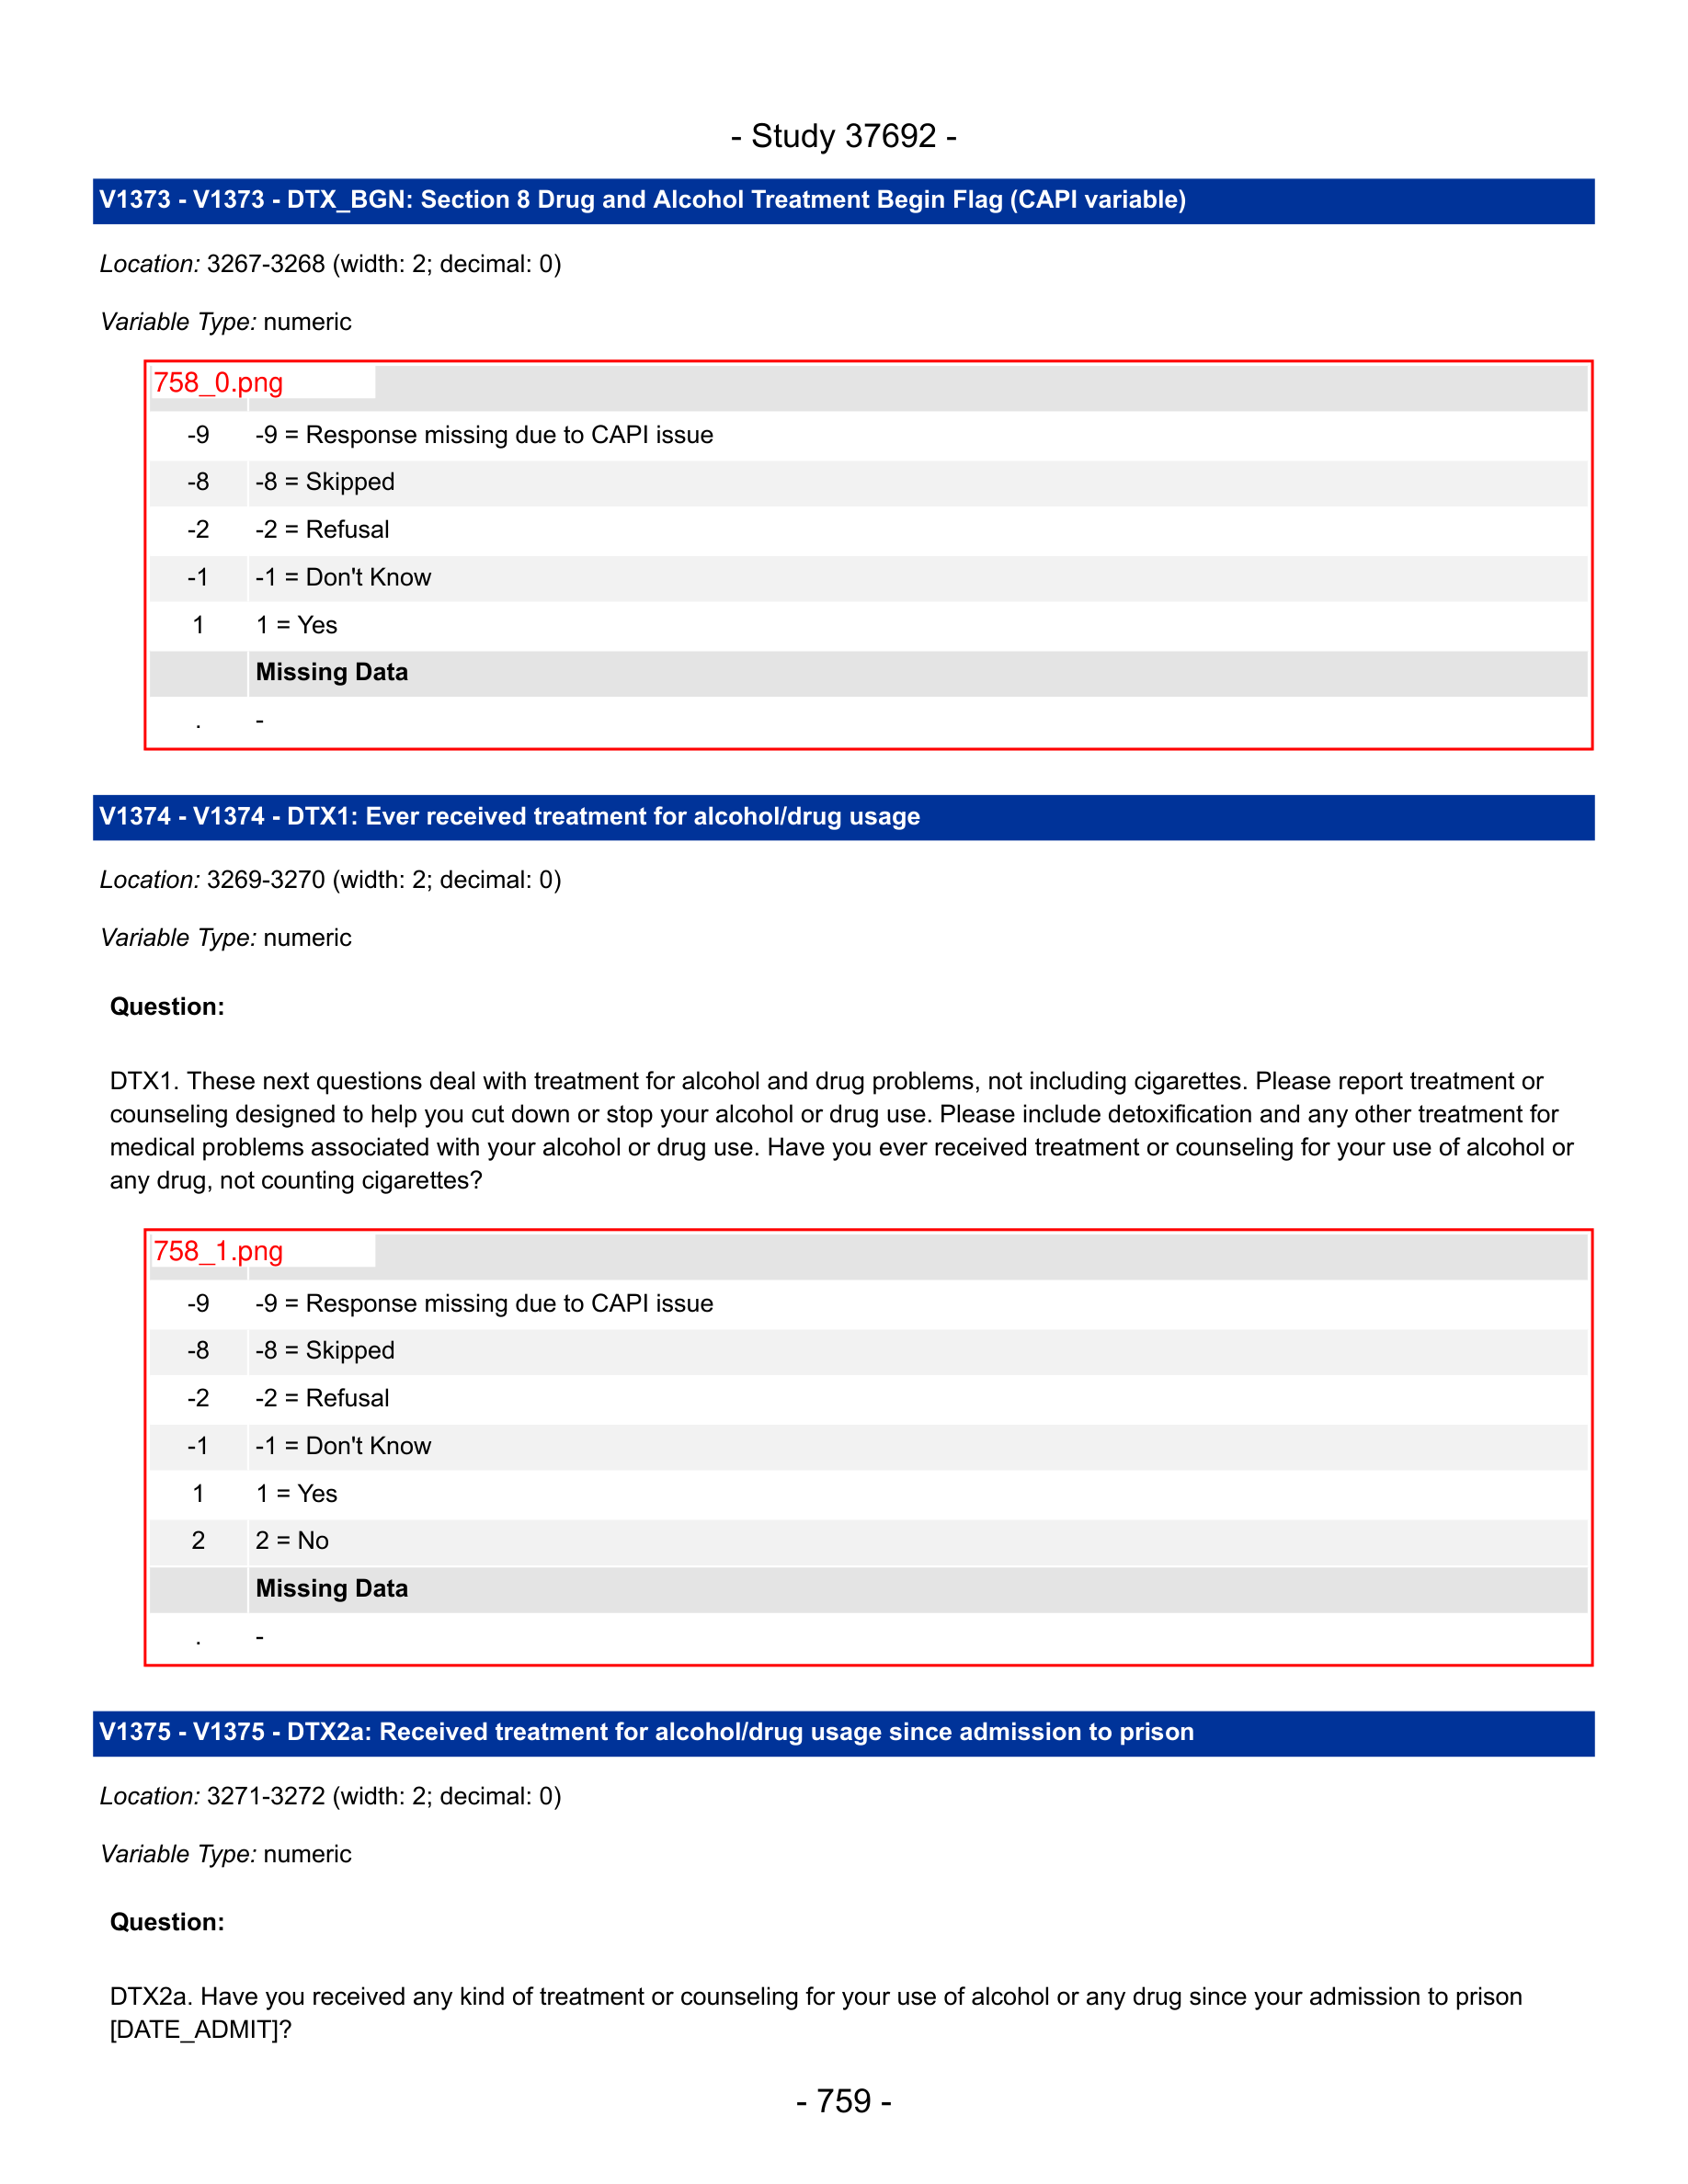 - Study 37692 -
V1373 - V1373 - DTX_BGN: Section 8 Drug and Alcohol Treatment Begin Flag (CAPI variable)
Location: 3267-3268 (width: 2; decimal: 0)
Variable Type: numeric
758_0.png
-9 -9 = Response missing due to CAPI issue
-8 -8 = Skipped
-2 -2 = Refusal
-1 -1 = Don't Know
1 1 = Yes
Missing Data
. -
V1374 - V1374 - DTX1: Ever received treatment for alcohol/drug usage
Location: 3269-3270 (width: 2; decimal: 0)
Variable Type: numeric
Question:
DTX1. These next questions deal with treatment for alcohol and drug problems, not including cigarettes. Please report treatment or
counseling designed to help you cut down or stop your alcohol or drug use. Please include detoxification and any other treatment for
medical problems associated with your alcohol or drug use. Have you ever received treatment or counseling for your use of alcohol or
any drug, not counting cigarettes?
758_1.png
-9 -9 = Response missing due to CAPI issue
-8 -8 = Skipped
-2 -2 = Refusal
-1 -1 = Don't Know
1 1 = Yes
2 2 = No
Missing Data
. -
V1375 - V1375 - DTX2a: Received treatment for alcohol/drug usage since admission to prison
Location: 3271-3272 (width: 2; decimal: 0)
Variable Type: numeric
Question:
DTX2a. Have you received any kind of treatment or counseling for your use of alcohol or any drug since your admission to prison
[DATE_ADMIT]?
- 759 -